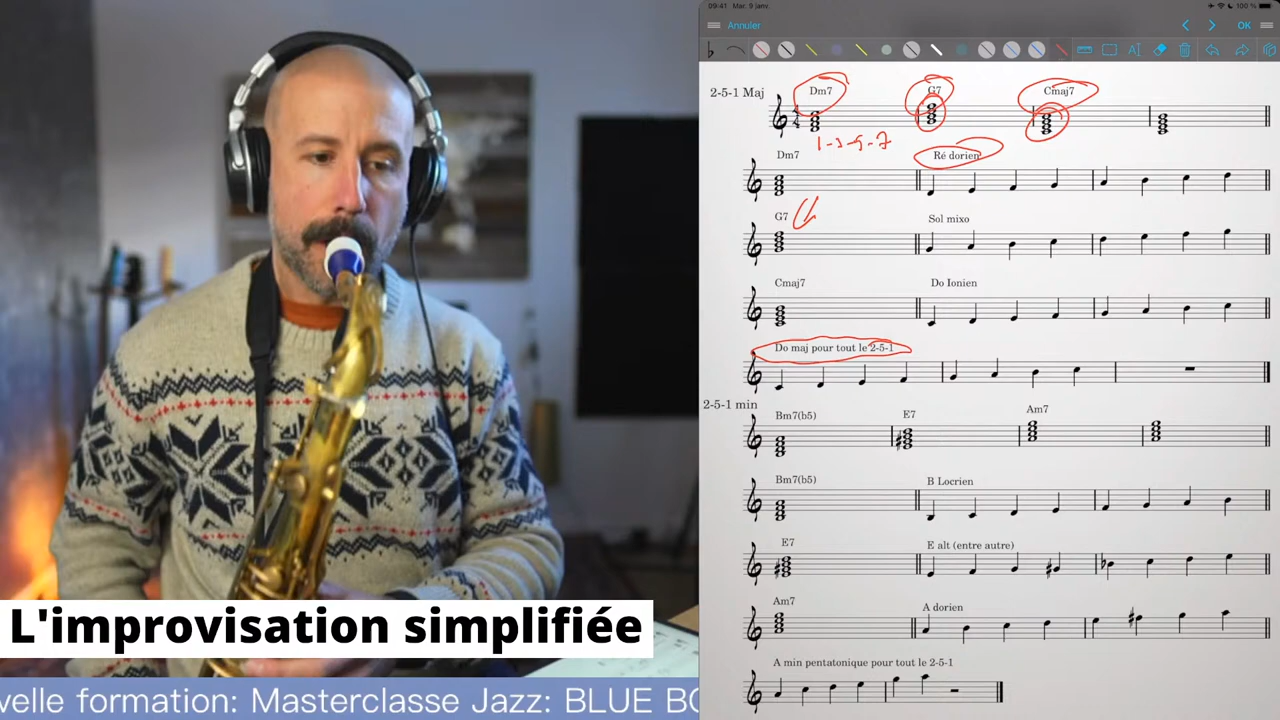 09:41 Mar. 9 janv.
100 %
Annuler
OK
2-5-1 Maj
Dm7 G7 Cmaj7
1-3-5-7
Dm7 Ré dorien
G7 Sol mixo
Cmaj7 Do Ionien
Do maj pour tout le 2-5-1
2-5-1 min
Bm7(b5) E7 Am7
Bm7(b5) B Locrien
E7 E alt (entre autre)
Am7 A dorien
A min pentatonique pour tout le 2-5-1
L'improvisation simplifiée
velle formation: Masterclasse Jazz: BLUE BO